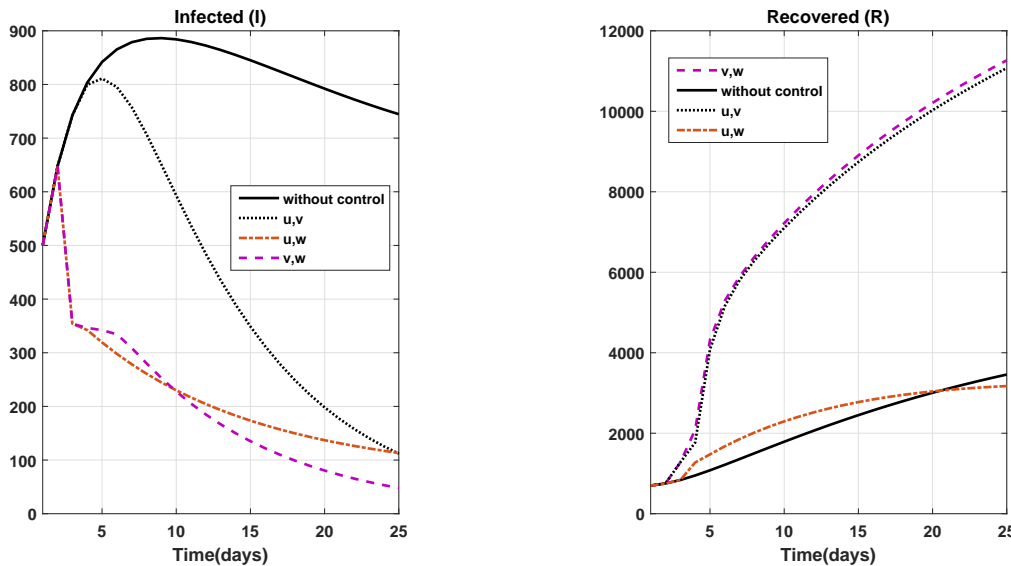 Infected (I)
900
800
700
600
500
400
300
200
100
0
5
10
15
20
25
Time(days)
without control
u,v
u,w
v,w
Recovered (R)
12000
10000
8000
6000
4000
2000
0
5
10
15
20
25
Time(days)
v,w
without control
u,v
u,w